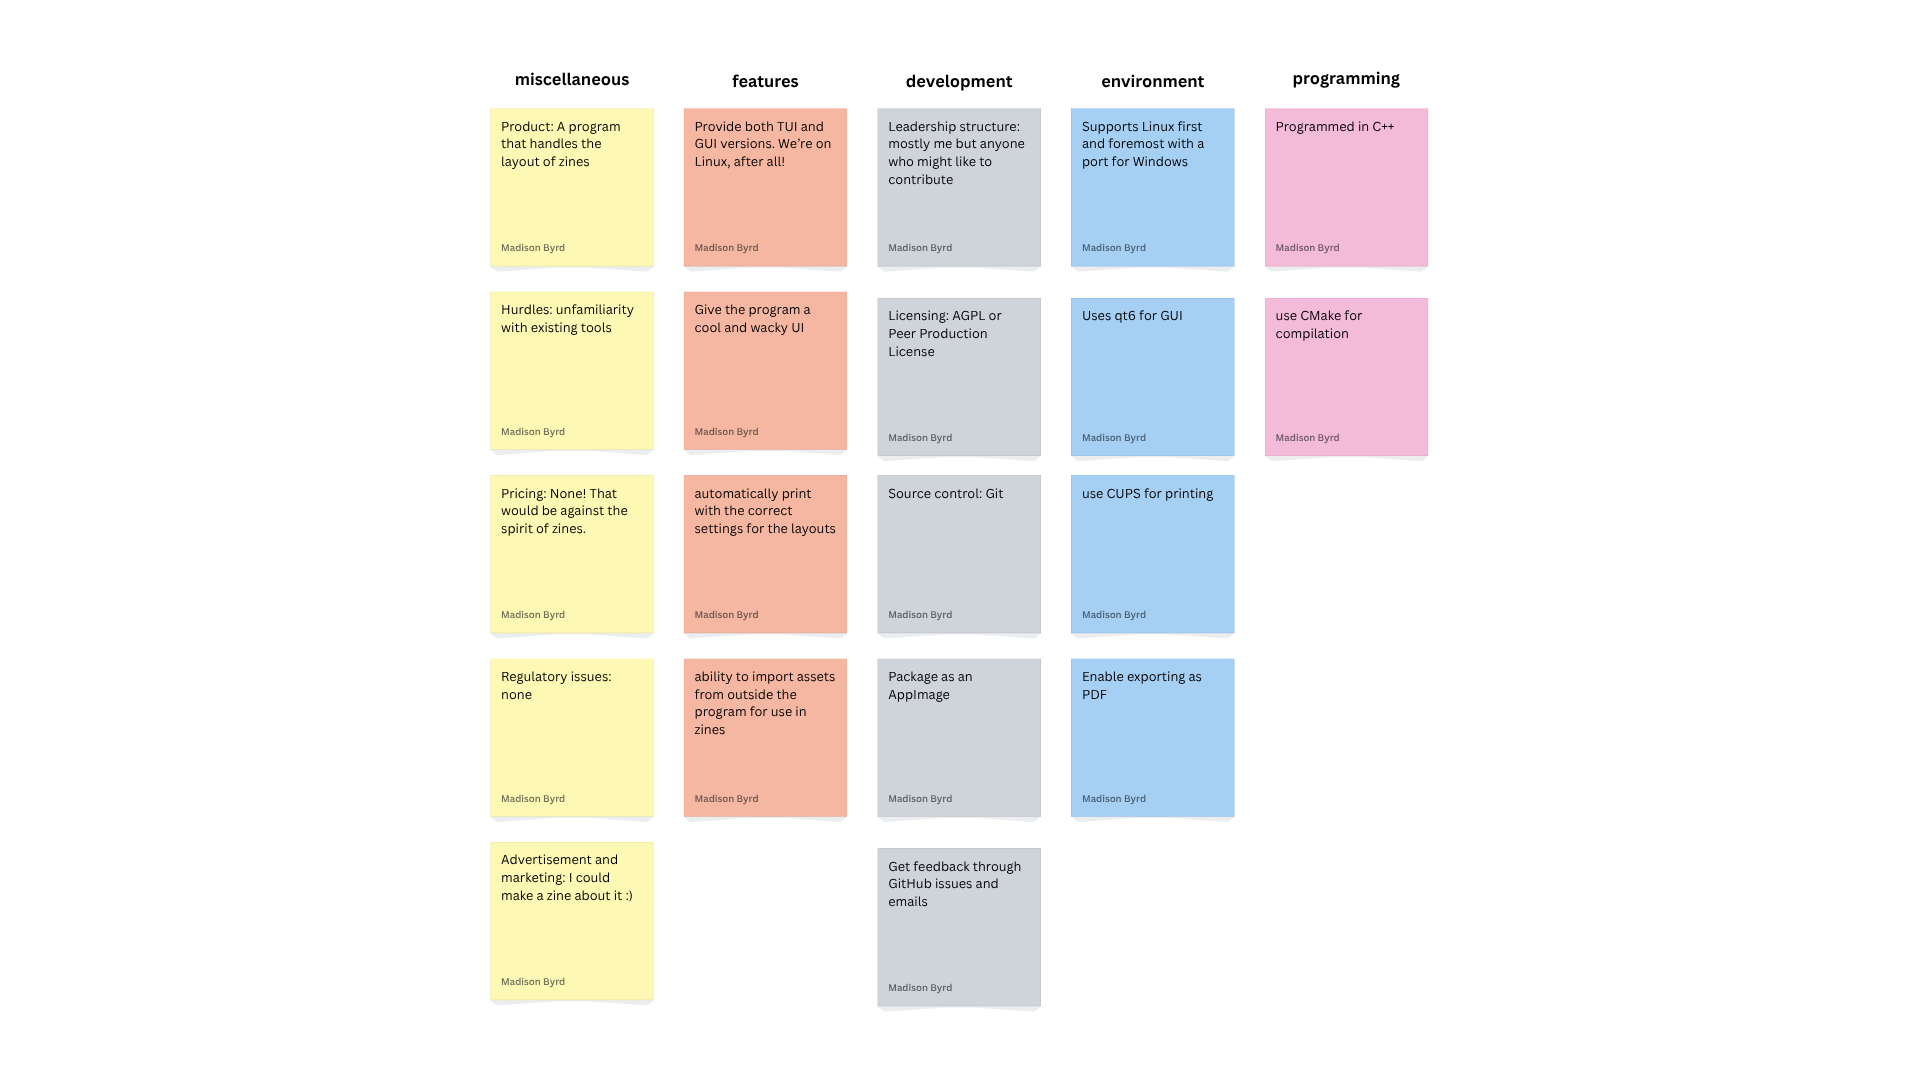 miscellaneous
Product: A program
that handles the
layout of zines
Madison Byrd
Hurdles: unfamiliarity
with existing tools
Madison Byrd
Pricing: None! That
would be against the
spirit of zines.
Madison Byrd
Regulatory issues:
none
Madison Byrd
Advertisement and
marketing: I could
make a zine about it :)
Madison Byrd
features
Provide both TUI and
GUI versions. We’re on
Linux, after all!
Madison Byrd
Give the program a
cool and wacky UI
Madison Byrd
automatically print
with the correct
settings for the layouts
Madison Byrd
ability to import assets
from outside the
program for use in
zines
Madison Byrd
development
Leadership structure:
mostly me but anyone
who might like to
contribute
Madison Byrd
Licensing: AGPL or
Peer Production
License
Madison Byrd
Source control: Git
Madison Byrd
Package as an
AppImage
Madison Byrd
Get feedback through
GitHub issues and
emails
Madison Byrd
environment
Supports Linux first
and foremost with a
port for Windows
Madison Byrd
Uses qt6 for GUI
Madison Byrd
use CUPS for printing
Madison Byrd
Enable exporting as
PDF
Madison Byrd
programming
Programmed in C++
Madison Byrd
use CMake for
compilation
Madison Byrd